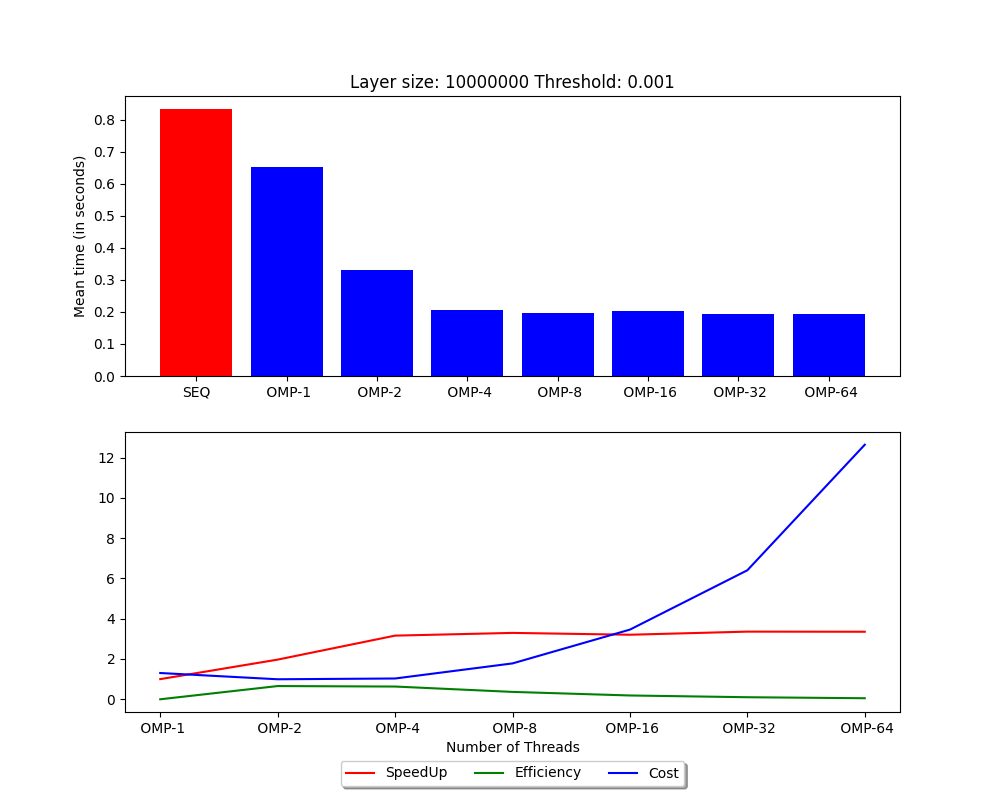 Layer size: 10000000 Threshold: 0.001
Mean time (in seconds)
0.8
0.7
0.6
0.5
0.4
0.3
0.2
0.1
0.0
SEQ OMP-1 OMP-2 OMP-4 OMP-8 OMP-16 OMP-32 OMP-64
12
10
8
6
4
2
0
OMP-1 OMP-2 OMP-4 OMP-8 OMP-16 OMP-32 OMP-64
Number of Threads
SpeedUp Efficiency Cost